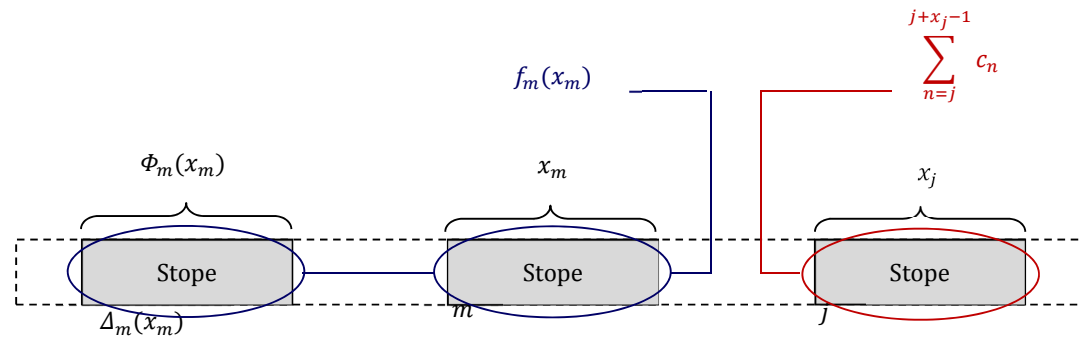 j+x_j−1
∑ c_n
n=j
f_m(x_m)
Φ_m(x_m)
x_m
x_j
Stope
Stope
Stope
Δ_m(x_m)
m
j